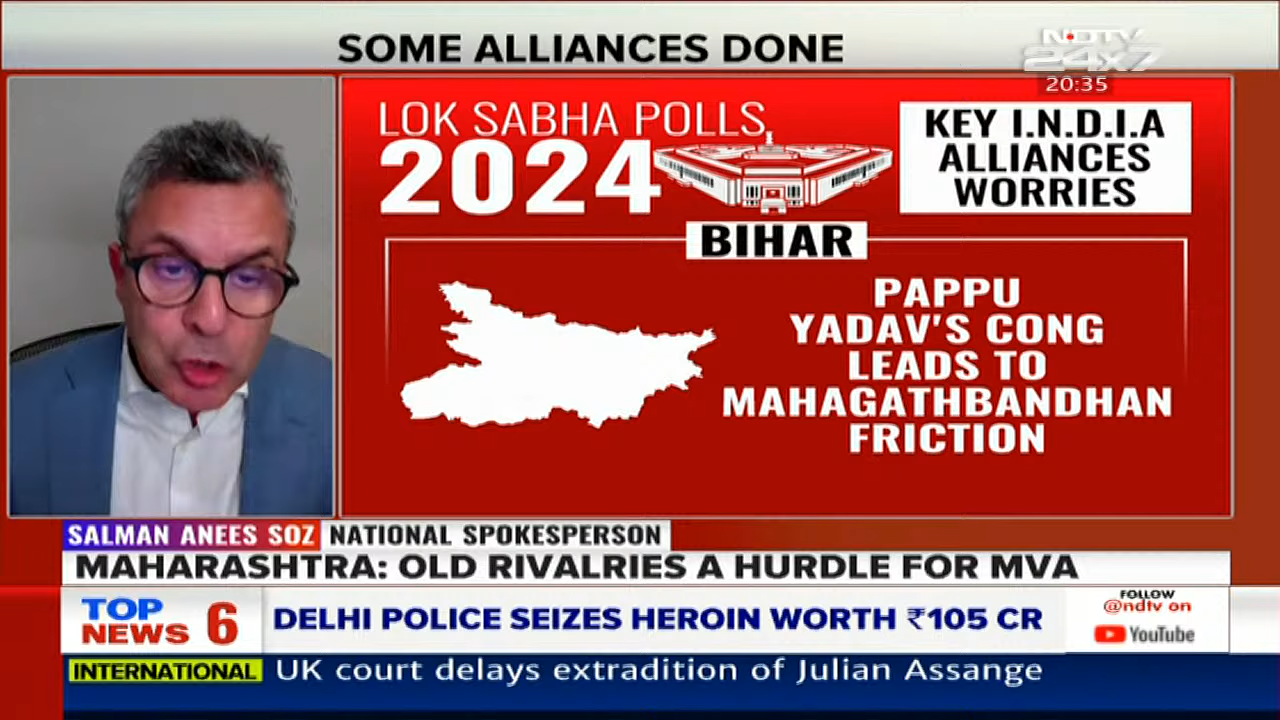 SOME ALLIANCES DONE
NDTV
24x7
20:35
LOK SABHA POLLS
2024
KEY I.N.D.I.A
ALLIANCES
WORRIES
BIHAR
PAPPU
YADAV'S CONG
LEADS TO
MAHAGATHBANDHAN
FRICTION
SALMAN ANEES SOZ NATIONAL SPOKESPERSON
MAHARASHTRA: OLD RIVALRIES A HURDLE FOR MVA
TOP
NEWS 6
DELHI POLICE SEIZES HEROIN WORTH ₹105 CR
FOLLOW
@ndtv on
YouTube
INTERNATIONAL UK court delays extradition of Julian Assange